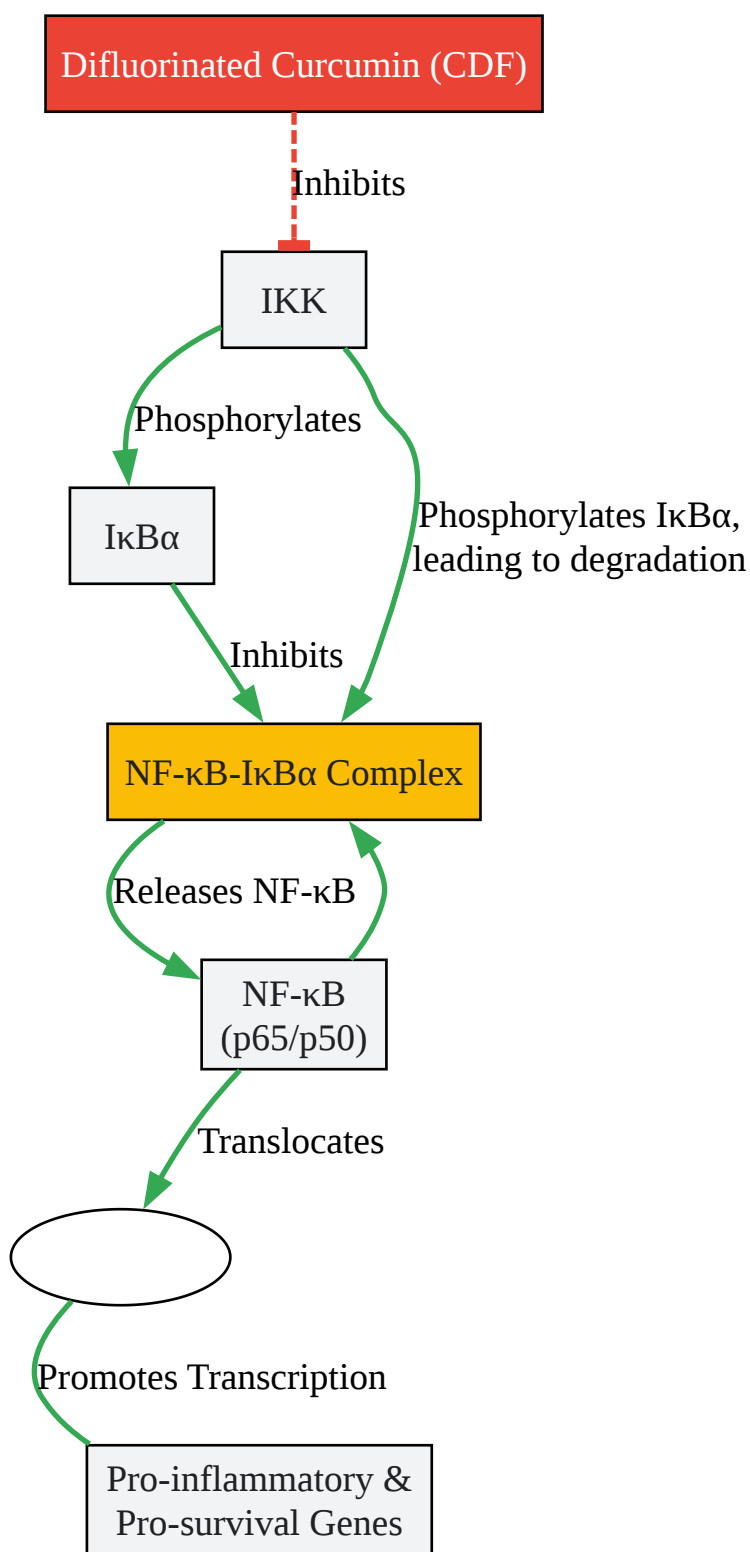 Difluorinated Curcumin (CDF)
Inhibits
IKK
Phosphorylates
Phosphorylates IκBα,
leading to degradation
IκBα
Inhibits
NF-κB-IκBα Complex
Releases NF-κB
NF-κB
(p65/p50)
Translocates
Promotes Transcription
Pro-inflammatory &
Pro-survival Genes